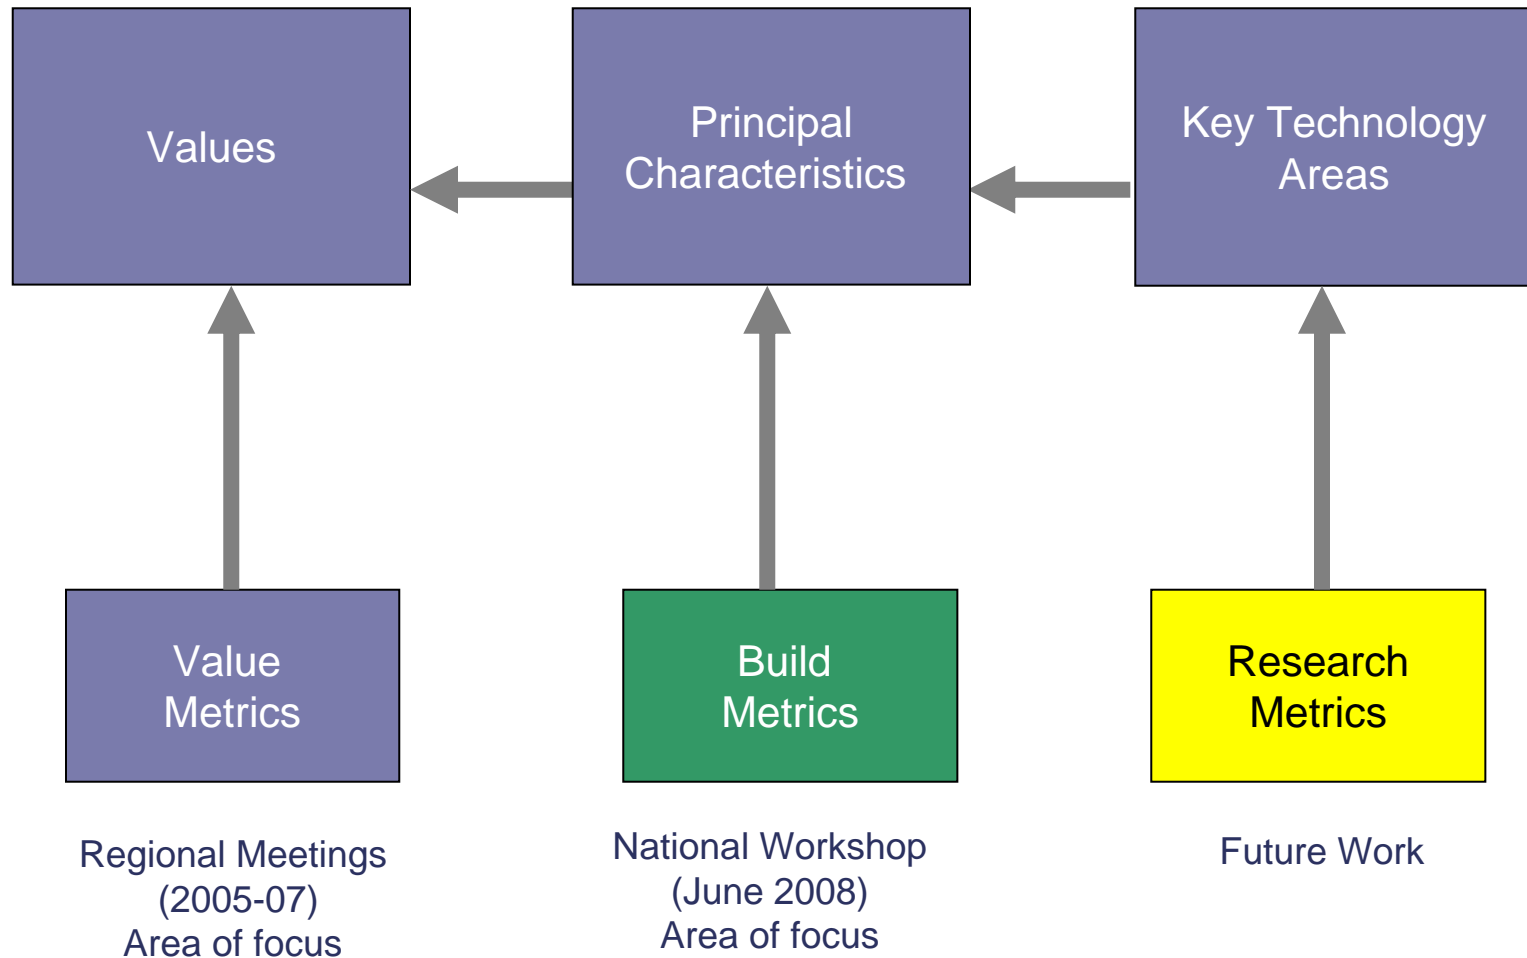 Values
Principal
Characteristics
Key Technology
Areas
Value
Metrics
Build
Metrics
Research
Metrics
Regional Meetings
(2005-07)
Area of focus
National Workshop
(June 2008)
Area of focus
Future Work